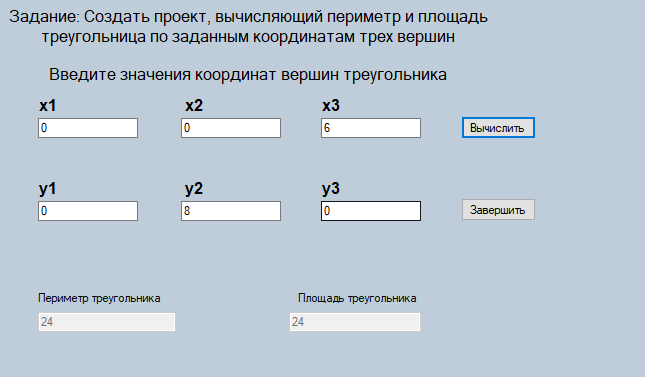 Задание: Создать проект, вычисляющий периметр и площадь
треугольника по заданным координатам трех вершин
Введите значения координат вершин треугольника
x1 x2 x3
0 0 6 Вычислить
y1 y2 y3
0 8 0 Завершить
Периметр треугольника Площадь треугольника
24 24